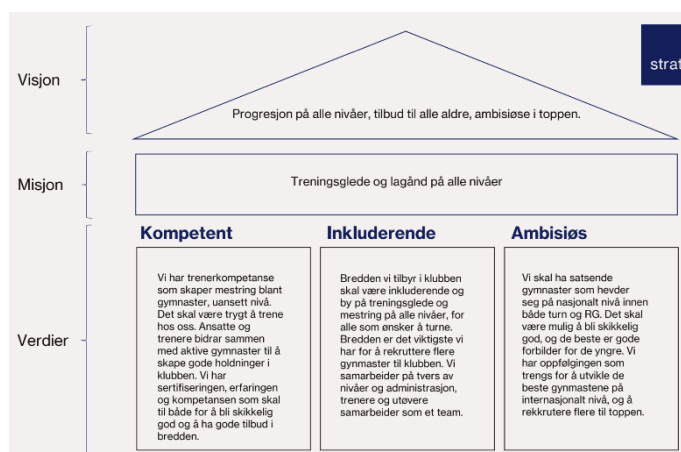 strat
Visjon
Progresjon på alle nivåer, tilbud til alle aldre, ambisiøse i toppen.
Misjon
Treningsglede og lagånd på alle nivåer
Verdier
Kompetent
Vi har trenerkompetanse
som skaper mestring blant
gymnaster, uansett nivå.
Det skal være trygt å trene
hos oss. Ansatte og
trenere bidrar sammen
med aktive gymnaster til å
skape gode holdninger i
klubben. Vi har
sertifiseringen, erfaringen
og kompetansen som skal
til både for å bli skikkelig
god og å ha gode tilbud i
bredden.
Inkluderende
Bredden vi tilbyr i klubben
skal være inkluderende og
by på treningsglede og
mestring på alle nivåer, for
alle som ønsker å turne.
Bredden er det viktigste vi
har for å rekruttere flere
gynmaster til klubben. Vi
samarbeider på tvers av
nivåer og administrasjon,
trenere og utøvere
samarbeider som et team.
Ambisiøs
Vi skal ha satsende
gymnaster som hevder
seg på nasjonalt nivå innen
både turn og RG. Det skal
være mulig å bli skikkelig
god, og de beste er gode
forbilder for de yngre. Vi
har oppfølgingen som
trengs for å utvikle de
beste gynmastene på
internasjonalt nivå, og å
rekkrutere flere til toppen.